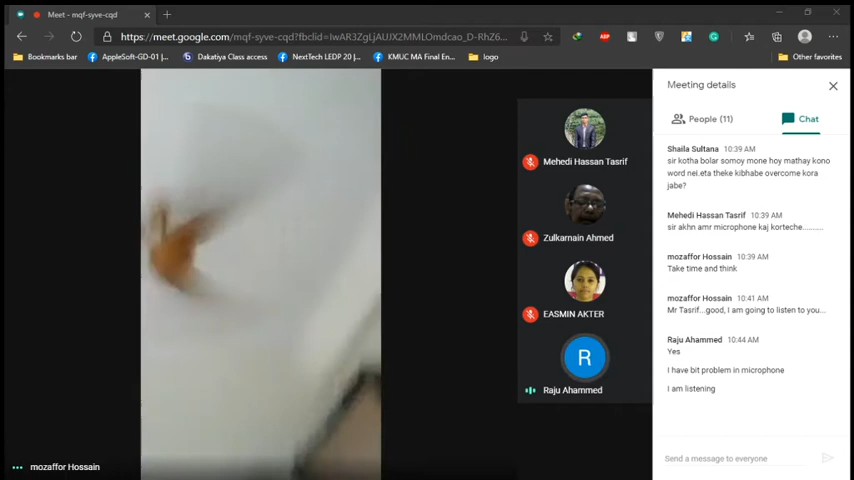 Meet - mqf-syve-cqd
https://meet.google.com/mqf-syve-cqd?fbclid=IwAR3ZgLjAUJX2MMLOmdcao_D-RhZ6...
Bookmarks bar
AppleSoft-GD-01 |...
Dakatiya Class access
NextTech LEDP 20 |...
KMUC MA Final En...
logo
Other favorites
Meeting details
People (11)
Chat
Shaila Sultana 10:39 AM
sir kotha bolar somoy mone hoy mathay kono
word nei.eta theke kibhabe overcome kora
jabe?
Mehedi Hassan Tasrif 10:39 AM
sir akhn amr microphone kaj korteche..........
mozaffor Hossain 10:39 AM
Take time and think
mozaffor Hossain 10:41 AM
Mr Tasrif...good, I am going to listen to you...
Raju Ahammed 10:44 AM
Yes
I have bit problem in microphone
I am listening
Send a message to everyone
Mehedi Hassan Tasrif
Zulkarnain Ahmed
EASMIN AKTER
R
Raju Ahammed
mozaffor Hossain